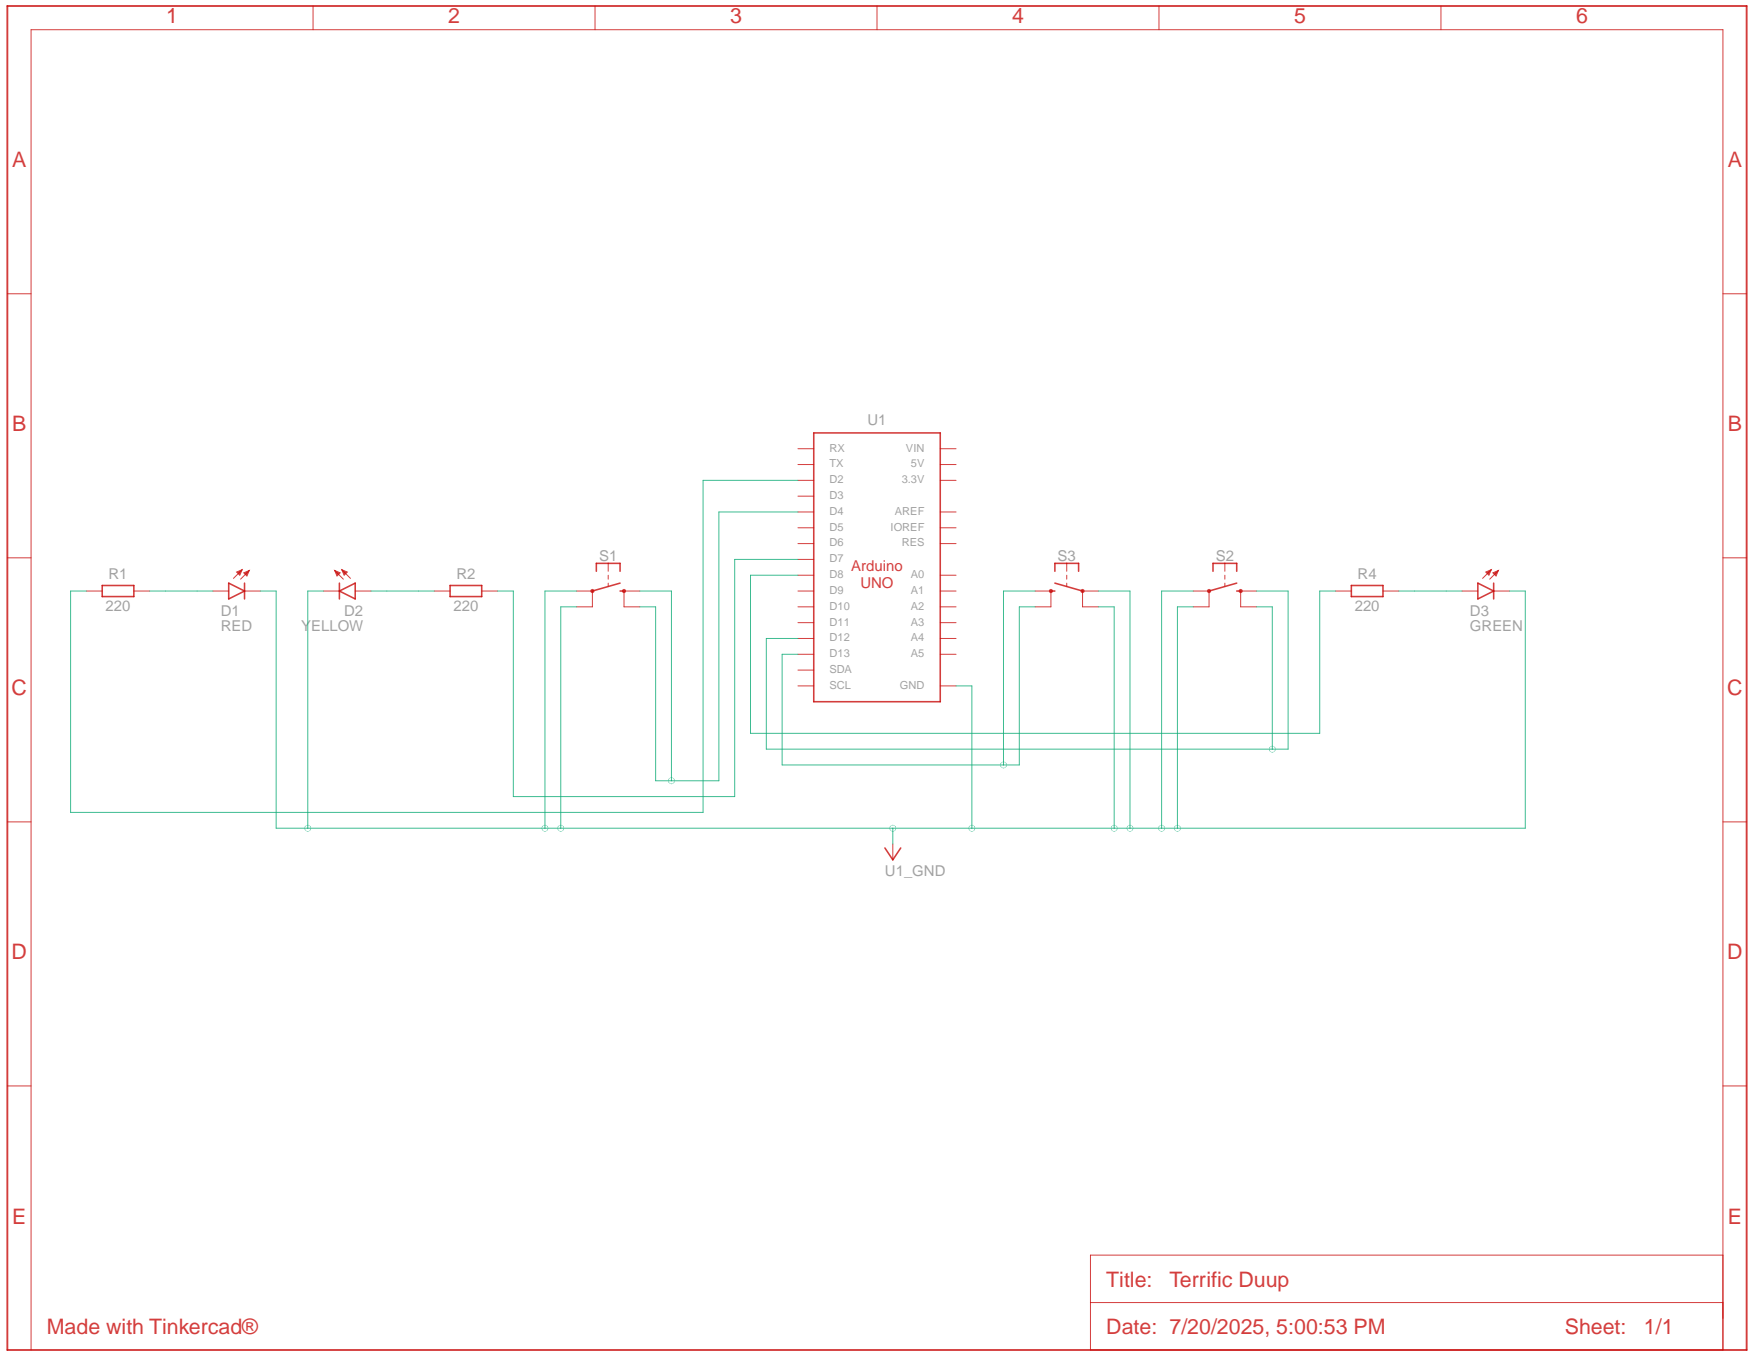 1 2 3 4 5 6
A A
B B
U1
RX VIN
TX 5V
D2 3.3V
D3
D4 AREF
D5 IOREF
D6 RES
D7
D8 A0
D9 A1
D10 A2
D11 A3
D12 A4
D13 A5
SDA
SCL GND
Arduino
UNO
S1 S3 S2
R1 R2 R4
220 220 220
D1 D2 D3
RED YELLOW GREEN
C C
U1_GND
D D
E E
Title: Terrific Duup
Made with Tinkercad® Date: 7/20/2025, 5:00:53 PM Sheet: 1/1